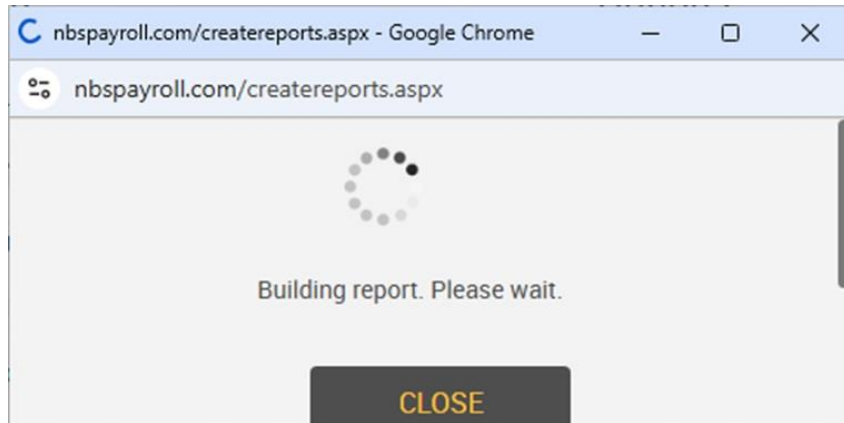 nbspayroll.com/createreports.aspx - Google Chrome
nbspayroll.com/createreports.aspx
Building report. Please wait.
CLOSE